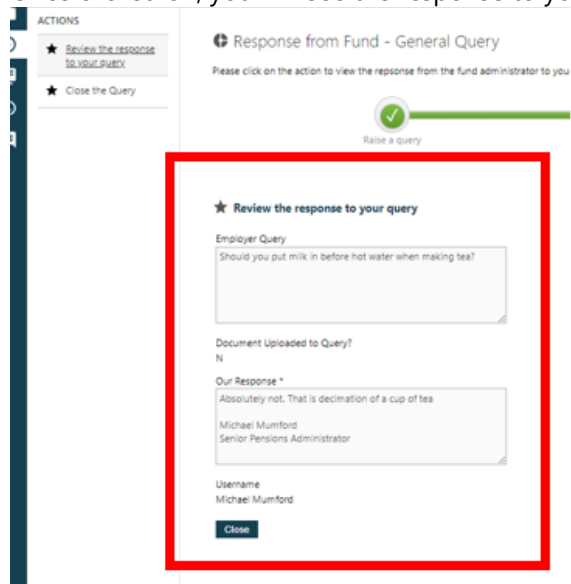 ACTIONS
Review the response
to your query
Close the Query
Response from Fund - General Query
Please click on the action to view the repsonse from the fund administrator to you
Raise a query
Review the response to your query
Employer Query
Should you put milk in before hot water when making tea?
Document Uploaded to Query?
N
Our Response *
Absolutely not. That is decimation of a cup of tea
Michael Mumford
Senior Pensions Administrator
Username
Michael Mumford
Close